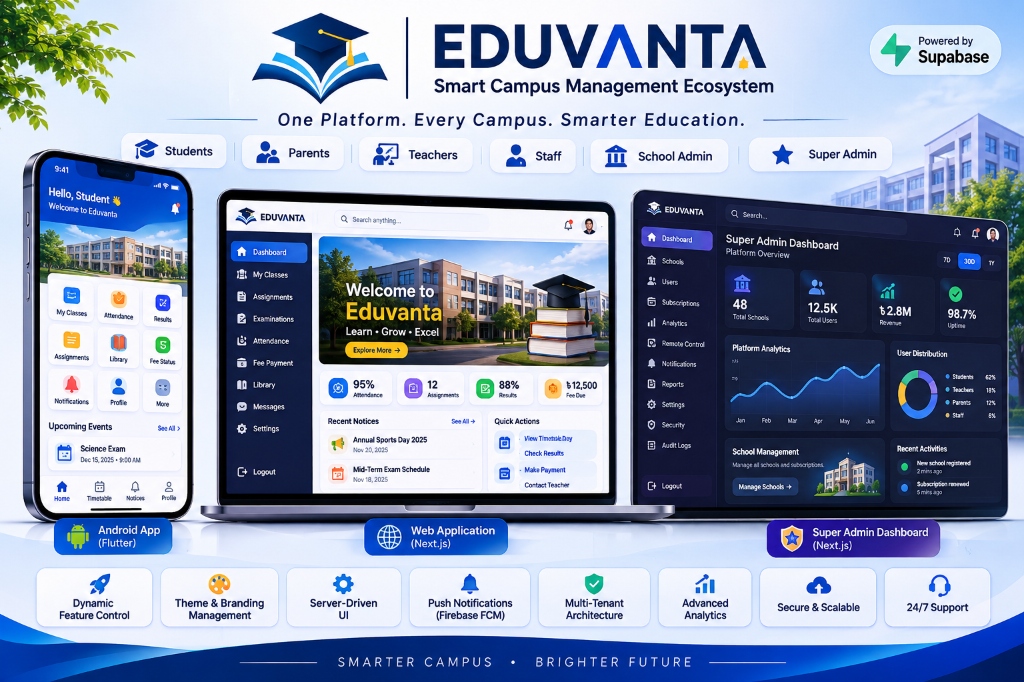 EDUVANTA
Smart Campus Management Ecosystem
Powered by
Supabase
One Platform. Every Campus. Smarter Education.
Students
Parents
Teachers
Staff
School Admin
Super Admin
9:41
Hello, Student 👋
Welcome to Eduvanta
My Classes
Attendance
Results
Assignments
Library
Fee Status
Notifications
Profile
More
Upcoming Events
See All >
Science Exam
Dec 15, 2025 • 9:00 AM
Home
Timetable
Notices
Profile
EDUVANTA
Search anything...
Dashboard
My Classes
Assignments
Examinations
Attendance
Fee Payment
Library
Messages
Settings
Logout
Welcome to
Eduvanta
Learn • Grow • Excel
Explore More →
95%
Attendance
12
Assignments
88%
Results
৳12,500
Fee Due
Recent Notices
See All →
Annual Sports Day 2025
Nov 20, 2025
Mid-Term Exam Schedule
Nov 18, 2025
Quick Actions
Check Results
Make Payment
Contact Teacher
EDUVANTA
Search...
Dashboard
Schools
Users
Subscriptions
Analytics
Remote Control
Notifications
Reports
Settings
Security
Audit Logs
Logout
Super Admin Dashboard
Platform Overview
7D
30D
1Y
48
Total Schools
12.5K
Total Users
৳2.8M
Revenue
98.7%
Uptime
Platform Analytics
Jan Feb Mar Apr May Jun
User Distribution
Students 62%
Teachers 18%
Parents 12%
Staff
School Management
Manage all schools and subscriptions.
Manage Schools →
Recent Activities
New school registered
2 mins ago
Subscription renewed
5 mins ago
Android App
(Flutter)
Web Application
(Next.js)
Super Admin Dashboard
(Next.js)
Dynamic
Feature Control
Theme & Branding
Management
Server-Driven
UI
Push Notifications
(Firebase FCM)
Multi-Tenant
Architecture
Advanced
Analytics
Secure & Scalable
24/7 Support
SMARTER CAMPUS • BRIGHTER FUTURE